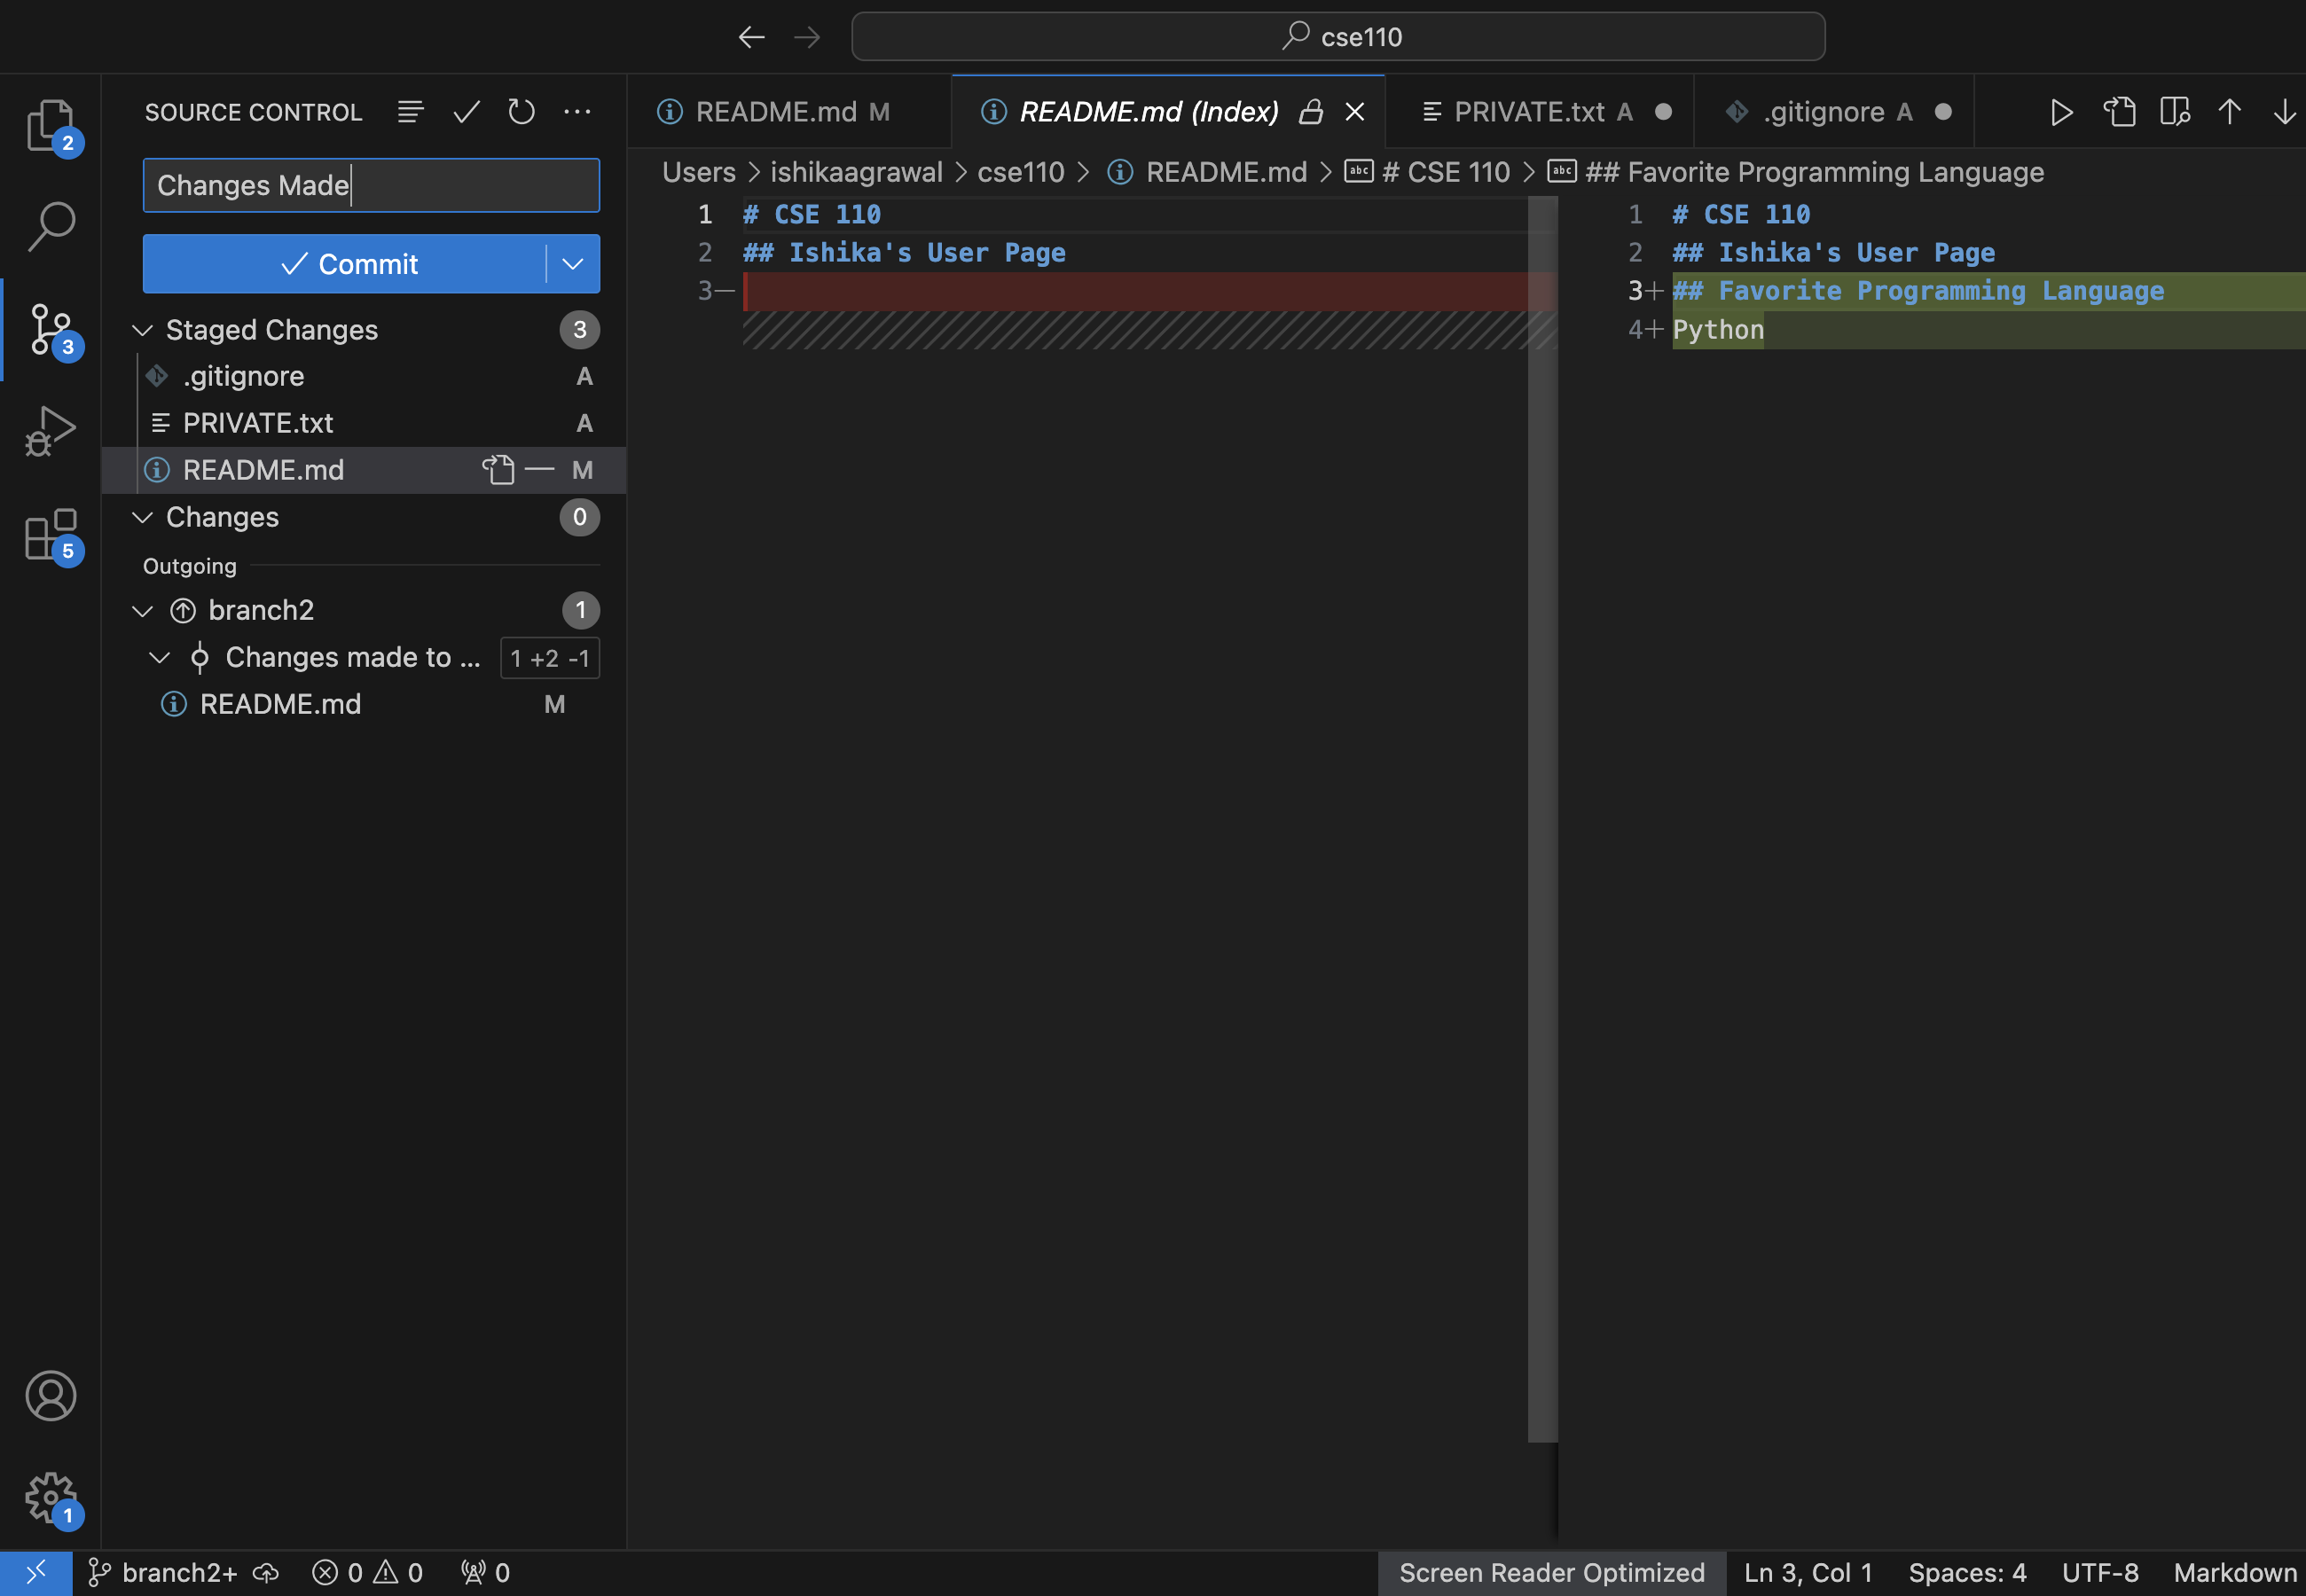 cse110
2
3
5
1
SOURCE CONTROL
Changes Made
Commit
Staged Changes 3
.gitignore A
PRIVATE.txt A
README.md M
Changes 0
Outgoing
branch2 1
Changes made to ... 1 +2 -1
README.md M
README.md M
README.md (Index)
PRIVATE.txt A
.gitignore A
Users > ishikaagrawal > cse110 > README.md > abc # CSE 110 > abc ## Favorite Programming Language
1 # CSE 110
2 ## Ishika's User Page
3—
1 # CSE 110
2 ## Ishika's User Page
3+ ## Favorite Programming Language
4+ Python
branch2+ 0 0 0
Screen Reader Optimized Ln 3, Col 1 Spaces: 4 UTF-8 Markdown